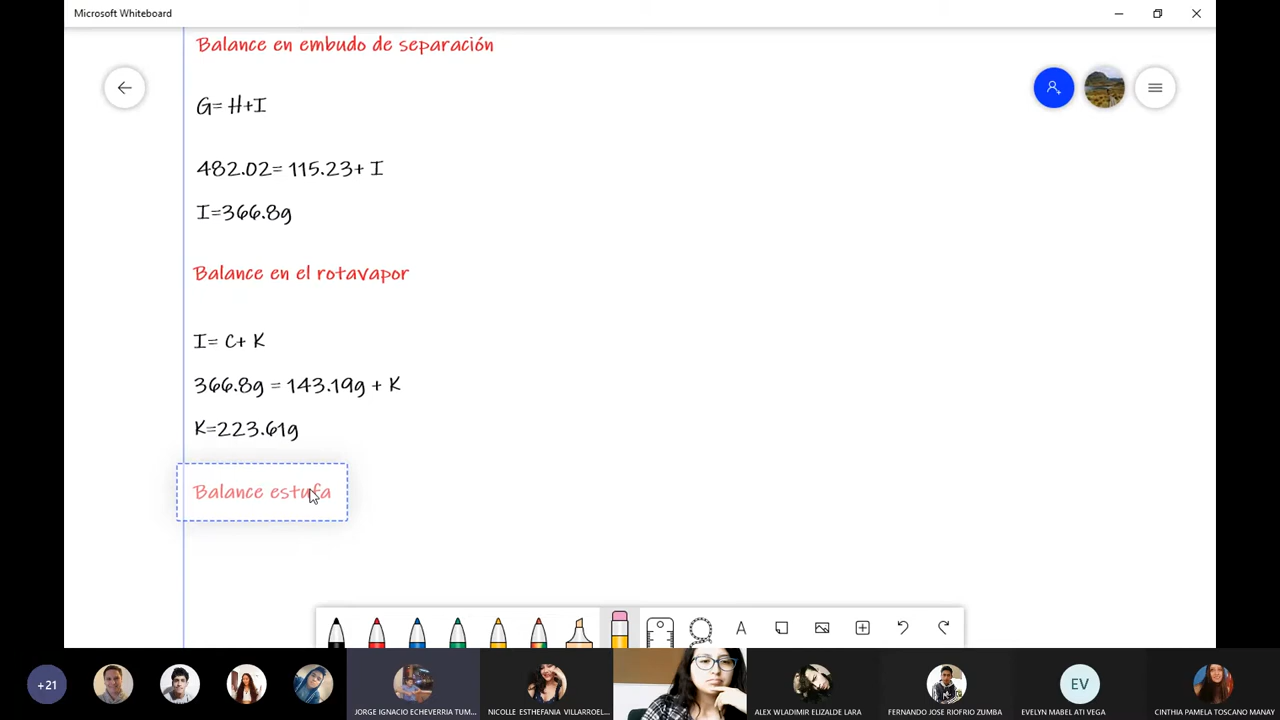 Microsoft Whiteboard
Balance en embudo de separación
G= H+I
482.02= 115.23+ I
I=366.8g
Balance en el rotavapor
I= C+ K
366.8g = 143.19g + K
K=223.61g
Balance estufa
A
+21
JORGE IGNACIO ECHEVERRIA TUM...
NICOLLE ESTHEFANIA VILLARROEL...
ALEX WLADIMIR ELIZALDE LARA
FERNANDO JOSE RIOFRIO ZUMBA
EV
EVELYN MABEL ATI VEGA
CINTHIA PAMELA TOSCANO MANAY